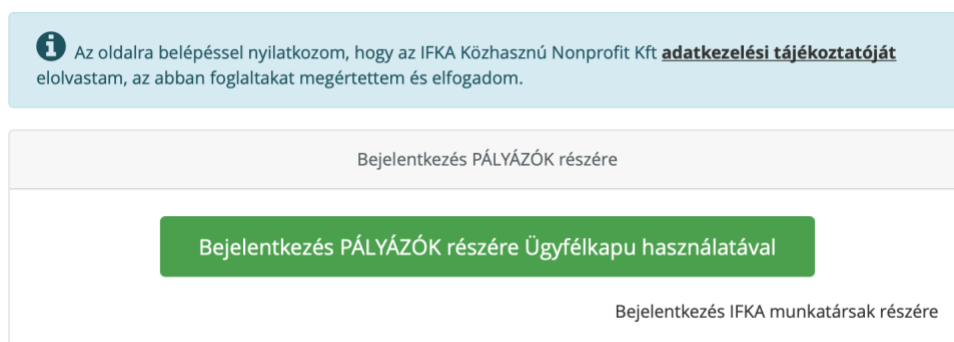 Az oldalra belépéssel nyilatkozom, hogy az IFKA Közhasznú Nonprofit Kft adatkezelési tájékoztatóját
elolvastam, az abban foglaltakat megértettem és elfogadom.
Bejelentkezés PÁLYÁZÓK részére
Bejelentkezés PÁLYÁZÓK részére Ügyfélkapu használatával
Bejelentkezés IFKA munkatársak részére